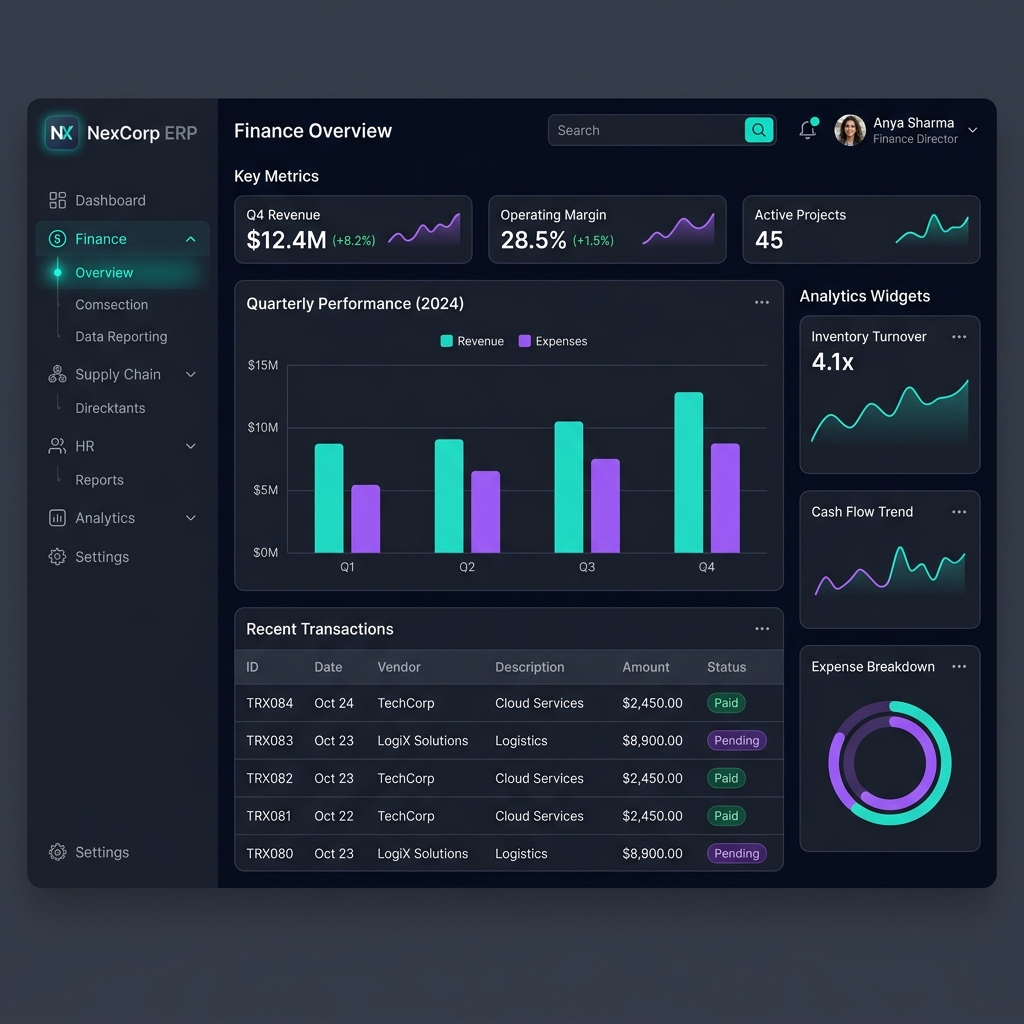 NX NexCorp ERP
Dashboard
Finance
Overview
Comsection
Data Reporting
Supply Chain
Direcktants
HR
Reports
Analytics
Settings
Settings
Finance Overview
Search
Anya Sharma
Finance Director
Key Metrics
Q4 Revenue
$12.4M (+8.2%)
Operating Margin
28.5% (+1.5%)
Active Projects
45
Quarterly Performance (2024)
Revenue Expenses
$15M
$10M
$5M
$0M
Q1 Q2 Q3 Q4
Recent Transactions
ID Date Vendor Description Amount Status
TRX084 Oct 24 TechCorp Cloud Services $2,450.00 Paid
TRX083 Oct 23 LogiX Solutions Logistics $8,900.00 Pending
TRX082 Oct 23 TechCorp Cloud Services $2,450.00 Paid
TRX081 Oct 22 TechCorp Cloud Services $2,450.00 Paid
TRX080 Oct 23 LogiX Solutions Logistics $8,900.00 Pending
Analytics Widgets
Inventory Turnover
4.1x
Cash Flow Trend
Expense Breakdown